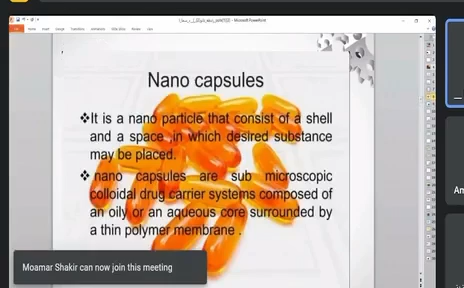 Microsoft PowerPoint
Nano capsules
❖It is a nano particle that consist of a shell
and a space ,in which desired substance
may be placed.
❖ nano capsules are sub microscopic
colloidal drug carrier systems composed of
an oily or an aqueous core surrounded by
a thin polymer membrane .
Moamar Shakir can now join this meeting